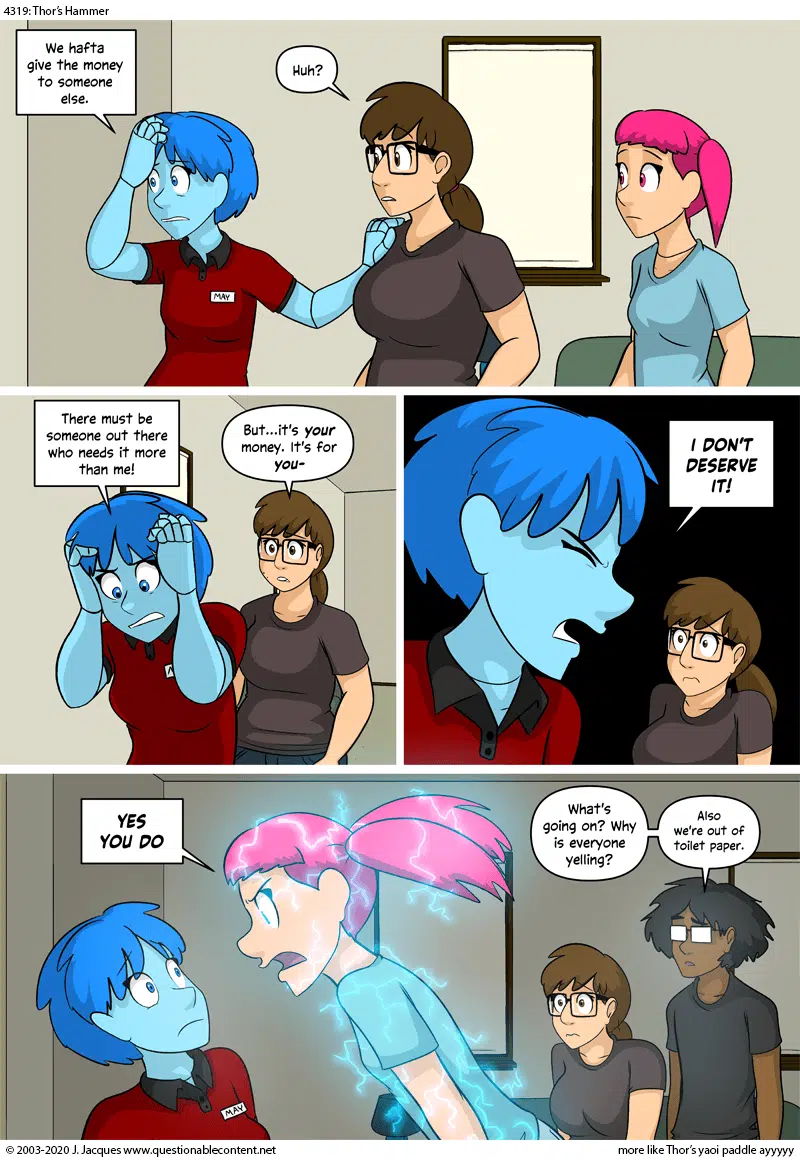 4319: Thor's Hammer
We hafta
give the money
to someone
else.
Huh?
MAY
There must be
someone out there
who needs it more
than me!
But...it's your
money. It's for
you-
M
I DON'T
DESERVE
IT!
YES
YOU DO
What's
going on? Why
is everyone
yelling?
Also
we're out of
toilet paper.
MAY
© 2003-2020 J. Jacques www.questionablecontent.net
more like Thor's yaoi paddle ayyyyy